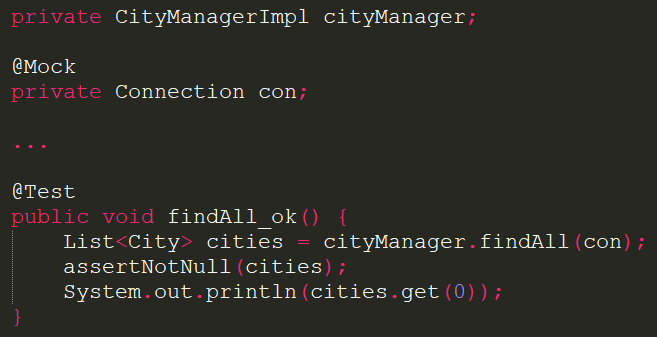 private CityManagerImpl cityManager;
@Mock
private Connection con;
...
@Test
public void findAll_ok() {
List<City> cities = cityManager.findAll(con);
assertNotNull(cities);
System.out.println(cities.get(0));
}